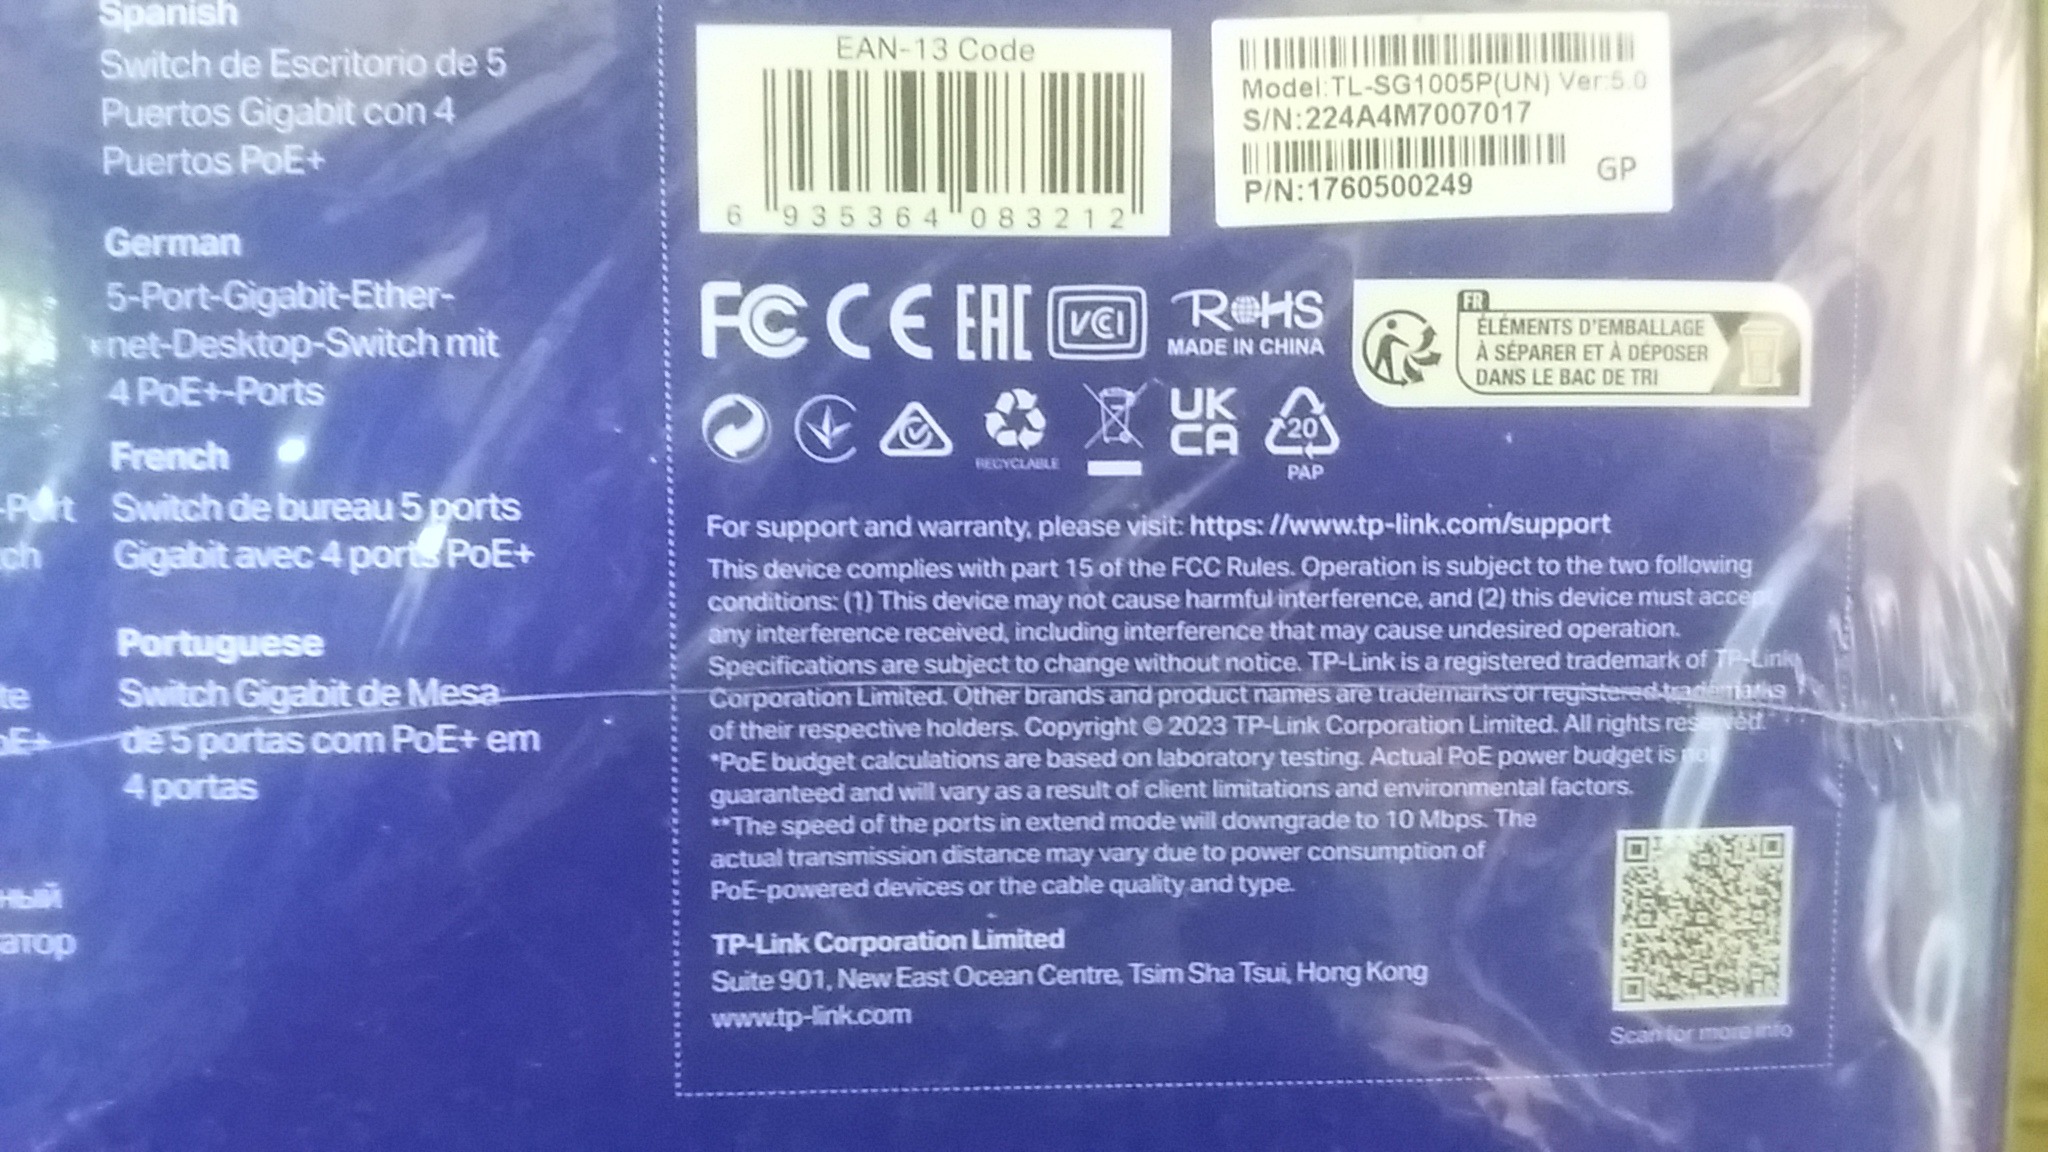 Spanish
Switch de Escritorio de 5
Puertos Gigabit con 4
Puertos PoE+
German
5-Port-Gigabit-Ether-
net-Desktop-Switch mit
4 PoE+-Ports
French
Switch de bureau 5 ports
Gigabit avec 4 ports PoE+
Portuguese
Switch Gigabit de Mesa
de 5 portas com PoE+ em
4 portas
-Port
ch
te
oE+
ный
атор
EAN-13 Code
6 935364 083212
Model:TL-SG1005P(UN) Ver:5.0
S/N:224A4M7007017
P/N:1760500249
GP
FC CE EAC VCCI RoHS
MADE IN CHINA
FR
ÉLÉMENTS D'EMBALLAGE
À SÉPARER ET À DÉPOSER
DANS LE BAC DE TRI
RECYCLABLE
UK
CA
20
PAP
For support and warranty, please visit: https: //www.tp-link.com/support
This device complies with part 15 of the FCC Rules. Operation is subject to the two following
conditions: (1) This device may not cause harmful interference, and (2) this device must accept
any interference received, including interference that may cause undesired operation.
Specifications are subject to change without notice. TP-Link is a registered trademark of TP-Link
Corporation Limited. Other brands and product names are trademarks or registered trademarks
of their respective holders. Copyright © 2023 TP-Link Corporation Limited. All rights reserved.
*PoE budget calculations are based on laboratory testing. Actual PoE power budget is not
guaranteed and will vary as a result of client limitations and environmental factors.
**The speed of the ports in extend mode will downgrade to 10 Mbps. The
actual transmission distance may vary due to power consumption of
PoE-powered devices or the cable quality and type.
TP-Link Corporation Limited
Suite 901, New East Ocean Centre, Tsim Sha Tsui, Hong Kong
www.tp-link.com
Scan for more info